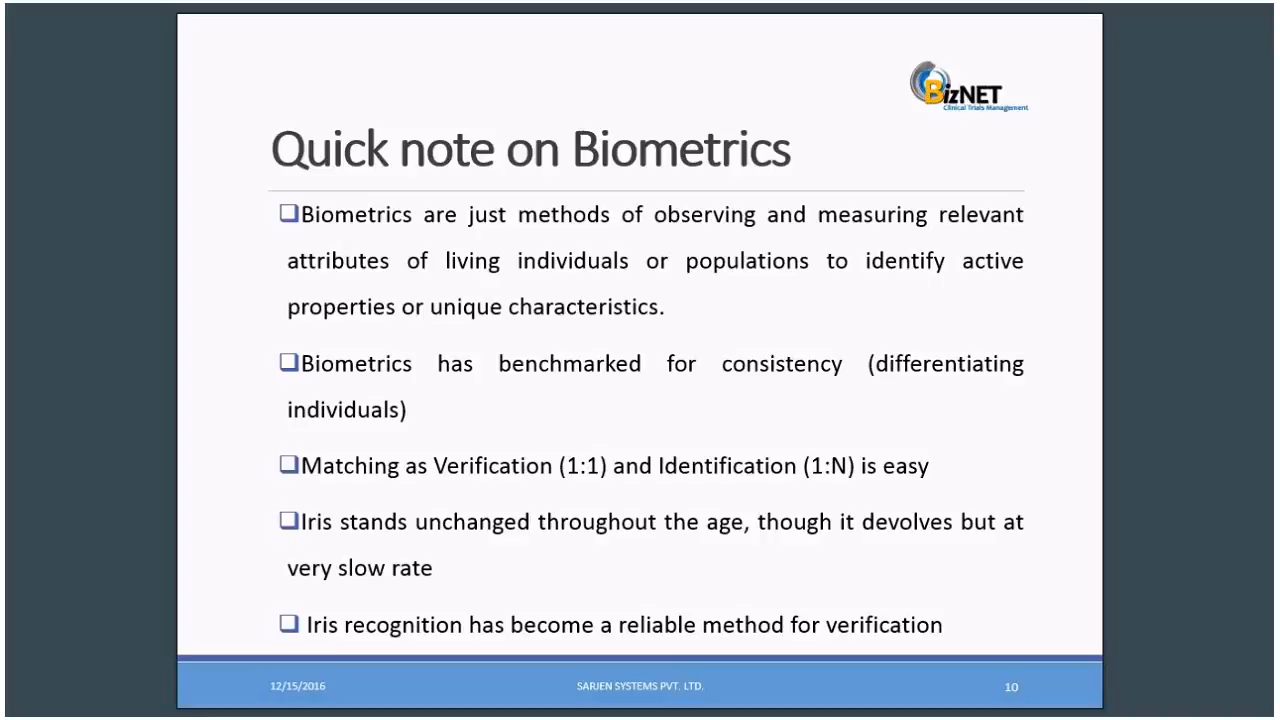 BizNET
Clinical Trials Management
Quick note on Biometrics
Biometrics are just methods of observing and measuring relevant
attributes of living individuals or populations to identify active
properties or unique characteristics.
Biometrics has benchmarked for consistency (differentiating
individuals)
Matching as Verification (1:1) and Identification (1:N) is easy
Iris stands unchanged throughout the age, though it devolves but at
very slow rate
Iris recognition has become a reliable method for verification
12/15/2016
SARJEN SYSTEMS PVT. LTD.
10